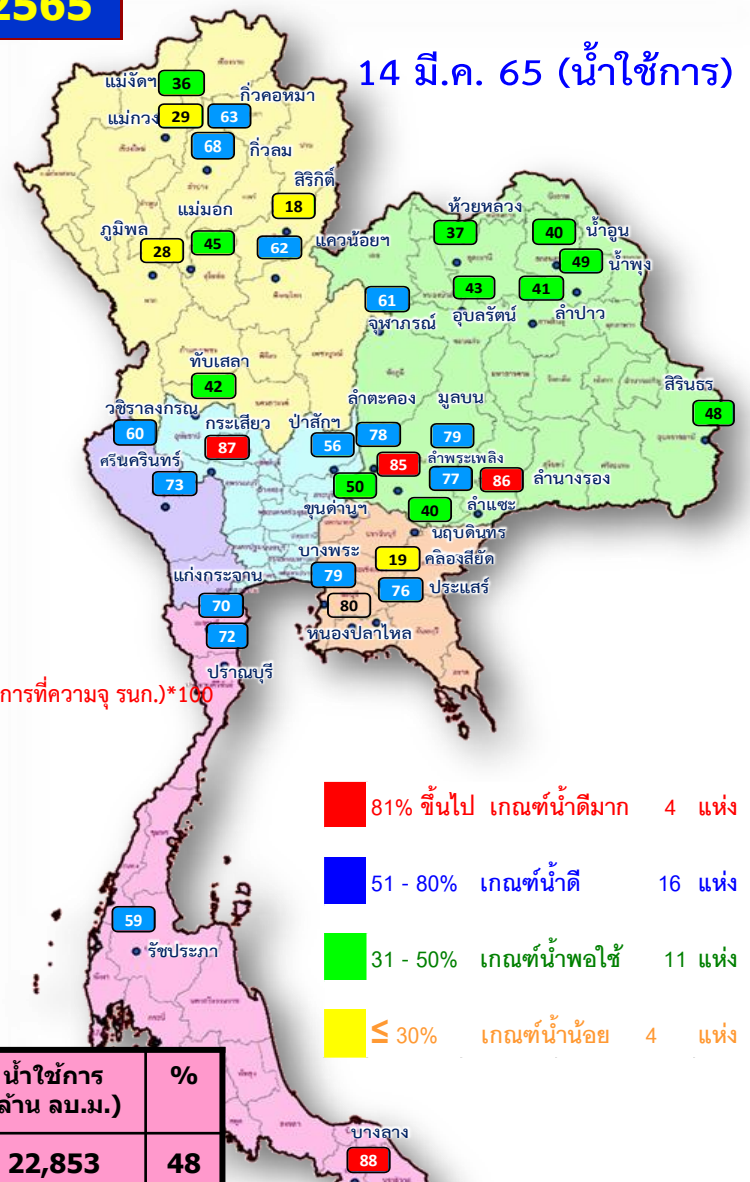 2565
14 มี.ค. 65 (น้ำใช้การ)
แม่งัดฯ 36
กิ่วคอหมา
แม่กวง 29 63
68 กิ่วลม
สิริกิติ์
18
แม่มอก
ภูมิพล
45
28
62 แควน้อยฯ
ห้วยหลวง
37
40 น้ำอูน
49 น้ำพุง
43 41
อุบลรัตน์ ลำปาว
61
จุฬาภรณ์
ทับเสลา
42
สิรินธร
48
วชิราลงกรณ
60
กระเสียว
87
ป่าสักฯ
56
ลำตะคอง
78
มูลบน
79
ศรีนครินทร์
73
85 ลำพระเพลิง
77
86 ลำนางรอง
50
ขุนด่านฯ
40 ลำแซะ
นฤบดินทร
บางพระ
79
19 คลองสียัด
76 ประแสร์
80
หนองปลาไหล
แก่งกระจาน
70
72
ปราณบุรี
การที่ความจุ รนก.)*100
81% ขึ้นไป เกณฑ์น้ำดีมาก 4 แห่ง
51 - 80% เกณฑ์น้ำดี 16 แห่ง
31 - 50% เกณฑ์น้ำพอใช้ 11 แห่ง
≤ 30% เกณฑ์น้ำน้อย 4 แห่ง
59
รัชประภา
น้ำใช้การ %
ล้าน ลบ.ม.)
22,853 48
บางลาง
88